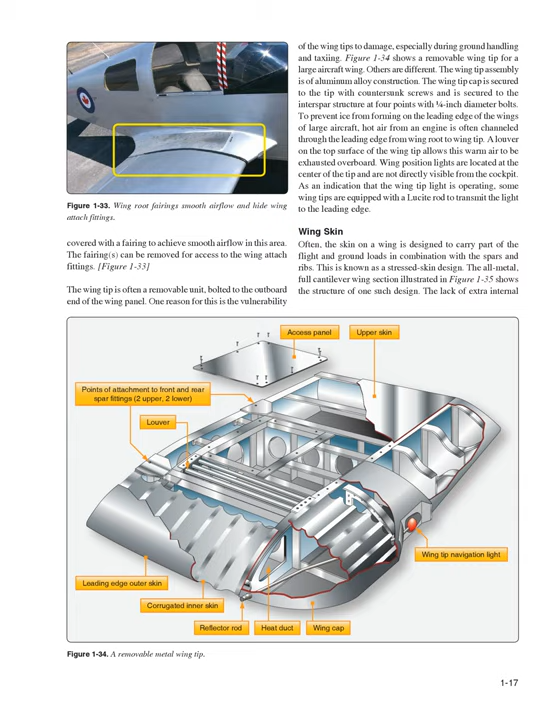 of the wing tips to damage, especially during ground handling
and taxiing. Figure 1-34 shows a removable wing tip for a
large aircraft wing. Others are different. The wing tip assembly
is of aluminum alloy construction. The wing tip cap is secured
to the tip with countersunk screws and is secured to the
interspar structure at four points with ¼-inch diameter bolts.
To prevent ice from forming on the leading edge of the wings
of large aircraft, hot air from an engine is often channeled
through the leading edge from wing root to wing tip. A louver
on the top surface of the wing tip allows this warm air to be
exhausted overboard. Wing position lights are located at the
center of the tip and are not directly visible from the cockpit.
As an indication that the wing tip light is operating, some
wing tips are equipped with a Lucite rod to transmit the light
to the leading edge.
Figure 1-33. Wing root fairings smooth airflow and hide wing
attach fittings.
covered with a fairing to achieve smooth airflow in this area.
The fairing(s) can be removed for access to the wing attach
fittings. [Figure 1-33]
The wing tip is often a removable unit, bolted to the outboard
end of the wing panel. One reason for this is the vulnerability
Wing Skin
Often, the skin on a wing is designed to carry part of the
flight and ground loads in combination with the spars and
ribs. This is known as a stressed-skin design. The all-metal,
full cantilever wing section illustrated in Figure 1-35 shows
the structure of one such design. The lack of extra internal
Access panel
Upper skin
Points of attachment to front and rear
spar fittings (2 upper, 2 lower)
Louver
Wing tip navigation light
Leading edge outer skin
Corrugated inner skin
Reflector rod
Heat duct
Wing cap
Figure 1-34. A removable metal wing tip.
1-17